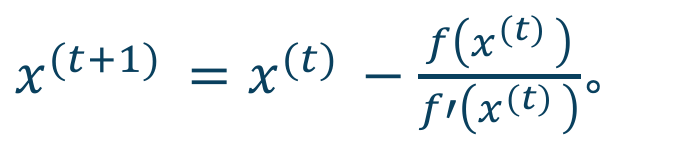 x^(t+1) = x^(t) − f(x^(t)) / f′(x^(t))。